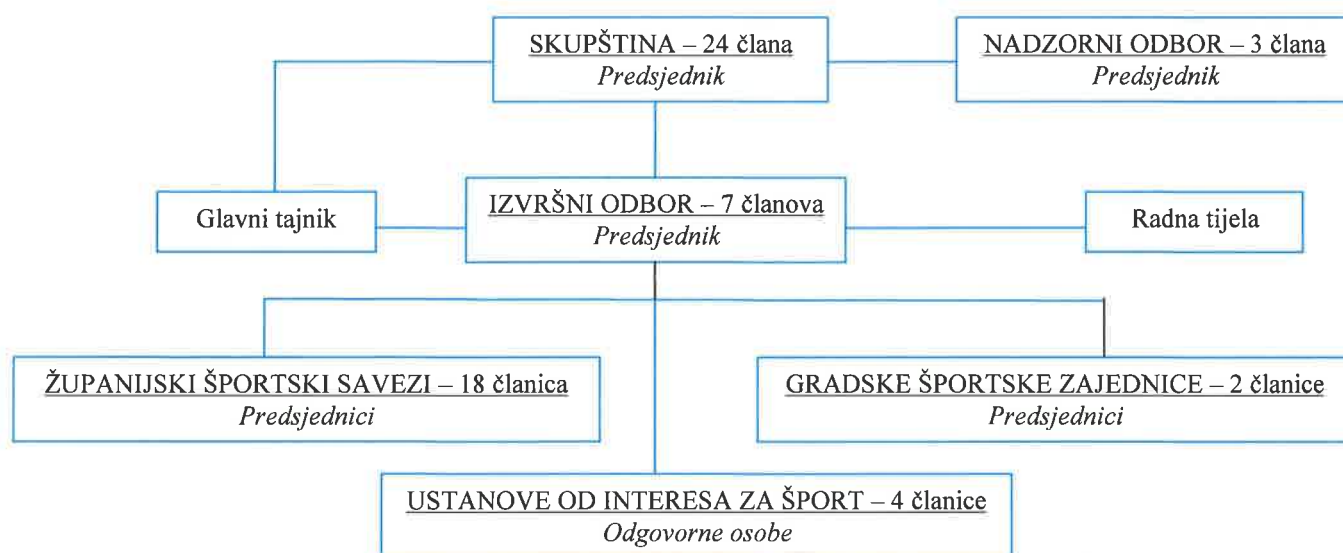 SKUPŠTINA – 24 člana
Predsjednik
NADZORNI ODBOR – 3 člana
Predsjednik
Glavni tajnik
IZVRŠNI ODBOR – 7 članova
Predsjednik
Radna tijela
ŽUPANIJSKI ŠPORTSKI SAVEZI – 18 članica
Predsjednici
GRADSKE ŠPORTSKE ZAJEDNICE – 2 članice
Predsjednici
USTANOVE OD INTERESA ZA ŠPORT – 4 članice
Odgovorne osobe